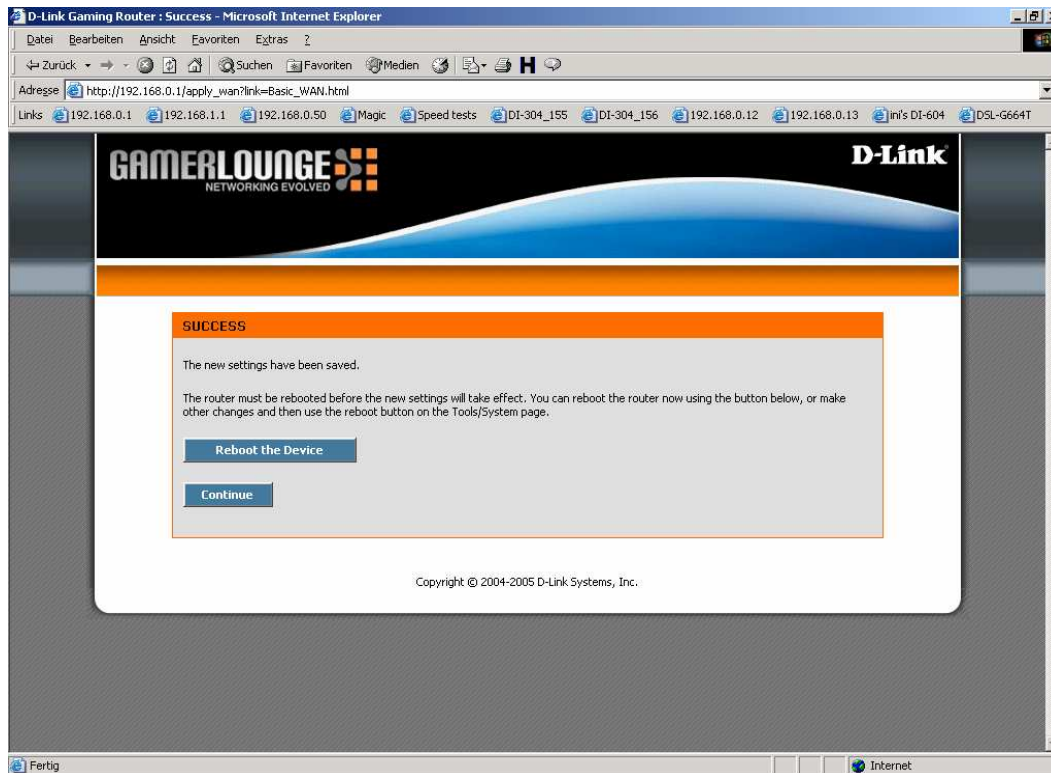 D-Link Gaming Router : Success - Microsoft Internet Explorer
Datei Bearbeiten Ansicht Favoriten Extras ?
Zurück Suchen Favoriten Medien
Adresse http://192.168.0.1/apply_wan?link=Basic_WAN.html
Links 192.168.0.1 192.168.1.1 192.168.0.50 Magic Speed tests DI-304_155 DI-304_156 192.168.0.12 192.168.0.13 ini's DI-604 DSL-G664T
GAMERLOUNGE
NETWORKING EVOLVED
D-Link
SUCCESS
The new settings have been saved.
The router must be rebooted before the new settings will take effect. You can reboot the router now using the button below, or make
other changes and then use the reboot button on the Tools/System page.
Reboot the Device
Continue
Copyright © 2004-2005 D-Link Systems, Inc.
Fertig Internet